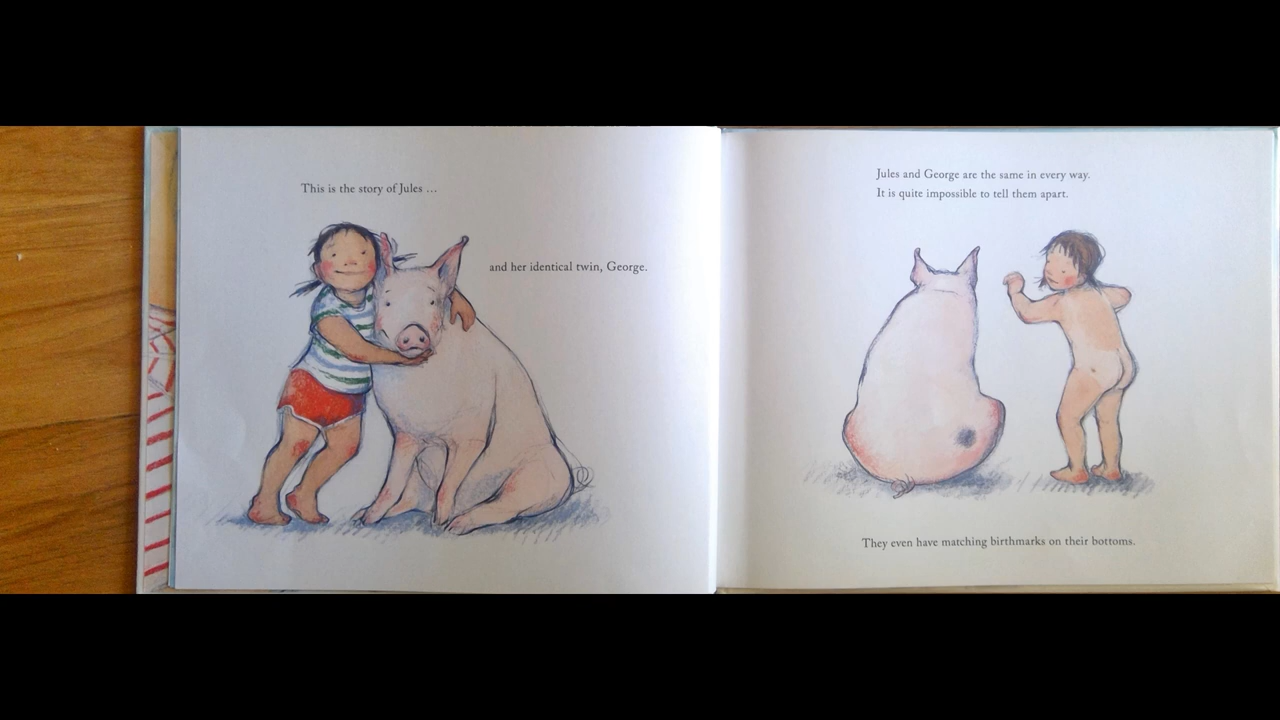 This is the story of Jules ...
and her identical twin, George.
Jules and George are the same in every way.
It is quite impossible to tell them apart.
They even have matching birthmarks on their bottoms.